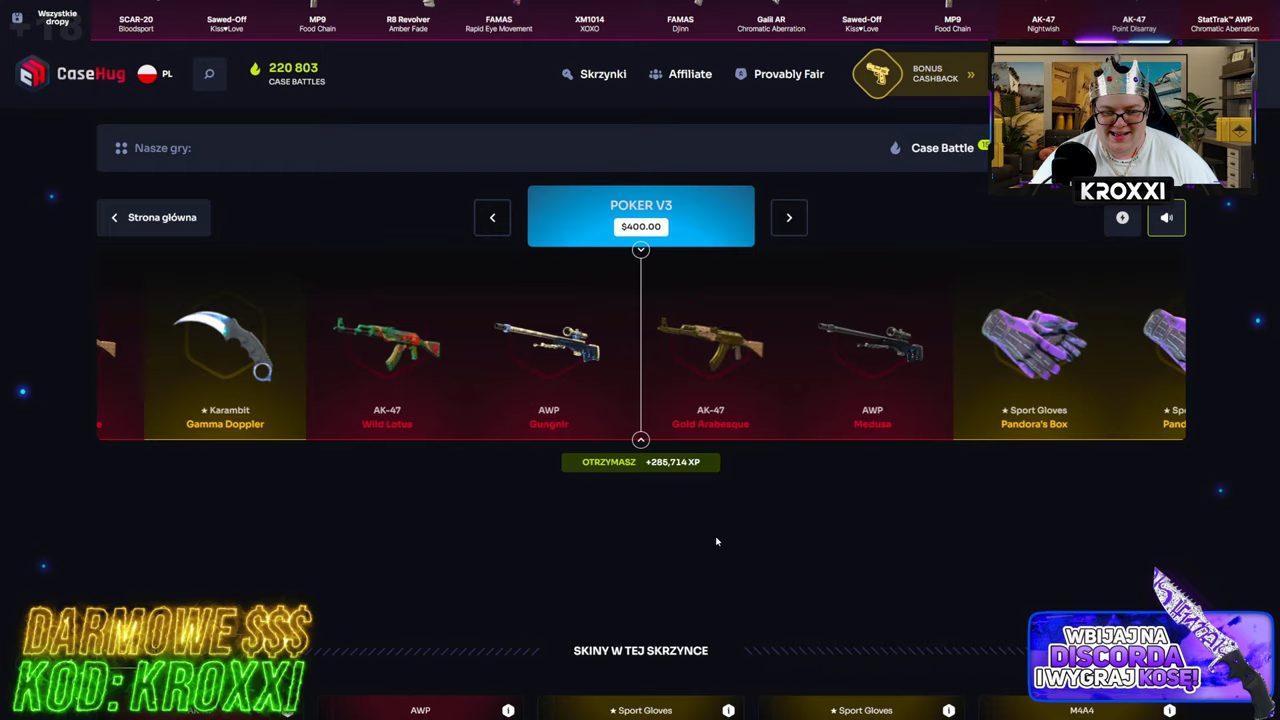 Wszystkie
dropy
+18
SCAR-20
Bloodsport
Sawed-Off
Kiss♥Love
MP9
Food Chain
R8 Revolver
Amber Fade
FAMAS
Rapid Eye Movement
XM1014
XOXO
FAMAS
Djinn
Galil AR
Chromatic Aberration
Sawed-Off
Kiss♥Love
MP9
Food Chain
AK-47
Nightwish
AK-47
Point Disarray
StatTrak™ AWP
Chromatic Aberration
CaseHug
PL
220 803
CASE BATTLES
Skrzynki
Affiliate
Provably Fair
BONUS
CASHBACK
KROXXI
Nasze gry:
Case Battle
Strona główna
POKER V3
$400.00
★ Karambit
Gamma Doppler
AK-47
Wild Lotus
AWP
Gungnir
AK-47
Gold Arabesque
AWP
Medusa
★ Sport Gloves
Pandora's Box
★ Sp
Pand
OTRZYMASZ +285,714 XP
DARMOWE $$$
KOD: KROXXI
WBIJAJ NA
DISCORDA
I WYGRAJ KOSĘ!
SKINY W TEJ SKRZYNCE
AWP
★ Sport Gloves
★ Sport Gloves
M4A4